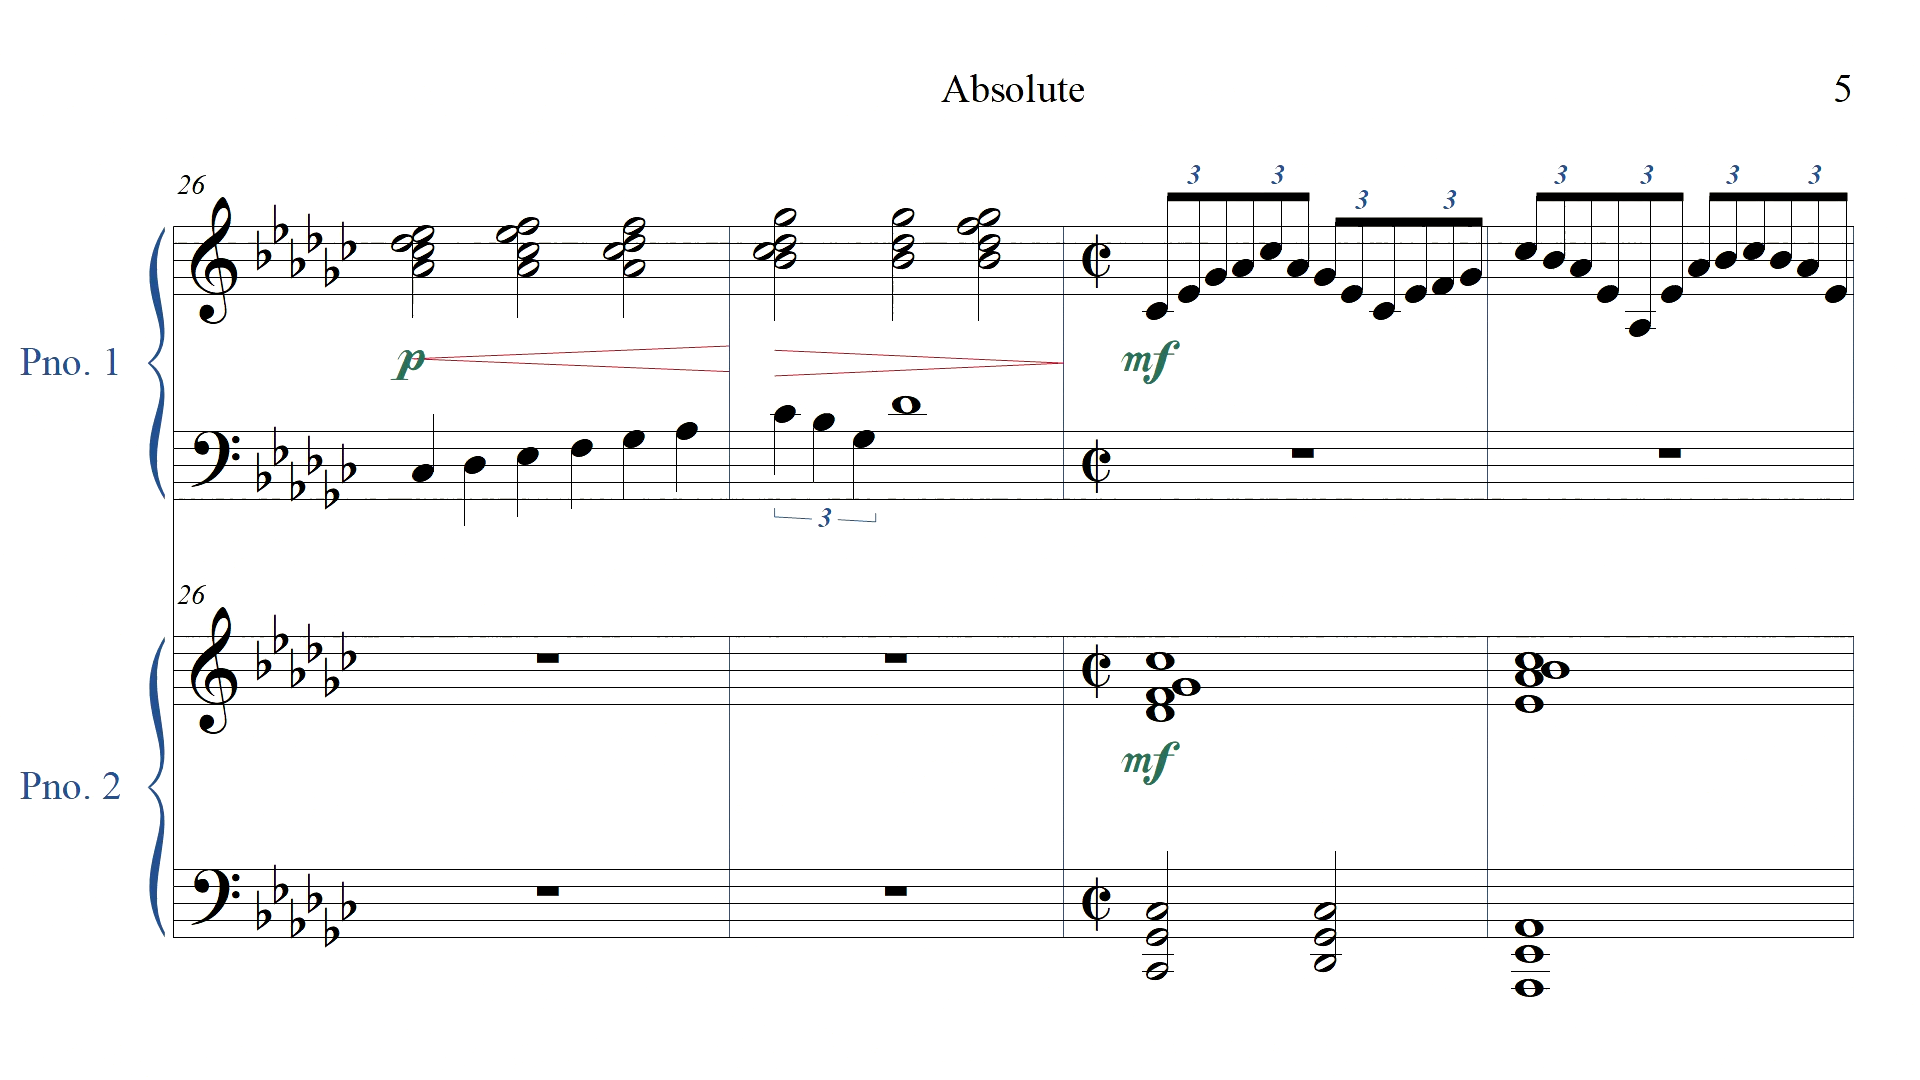 Absolute 5
26
3 3 3 3 3 3 3 3
Pno. 1
p mf
3
26
Pno. 2
mf